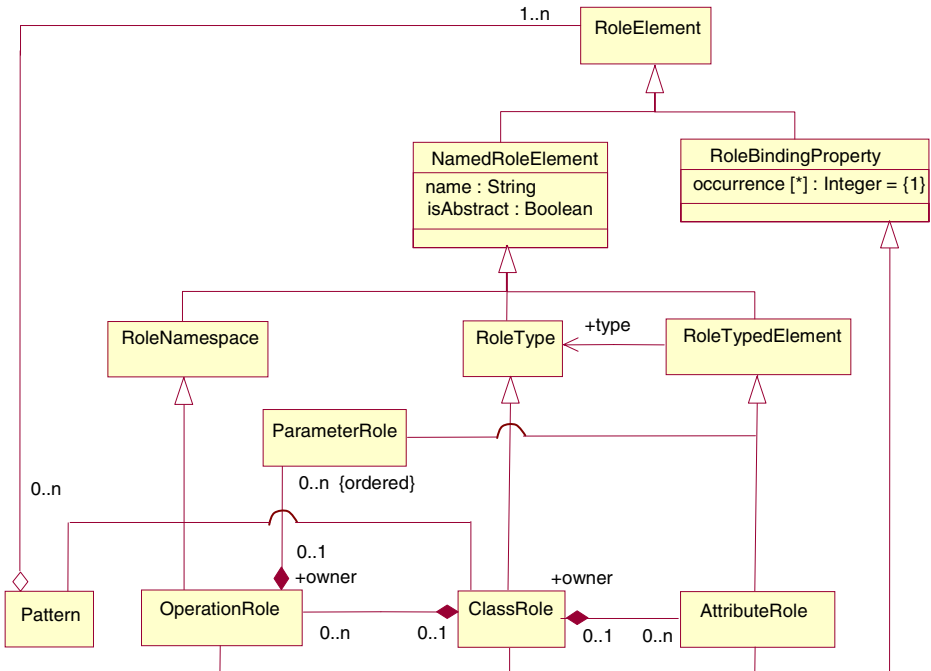 1..n
RoleElement
NamedRoleElement
name : String
isAbstract : Boolean
RoleBindingProperty
occurrence [*] : Integer = {1}
RoleNamespace
RoleType
+type
RoleTypedElement
ParameterRole
0..n {ordered}
0..n
0..1
+owner
+owner
Pattern
OperationRole
ClassRole
AttributeRole
0..n
0..1
0..1
0..n